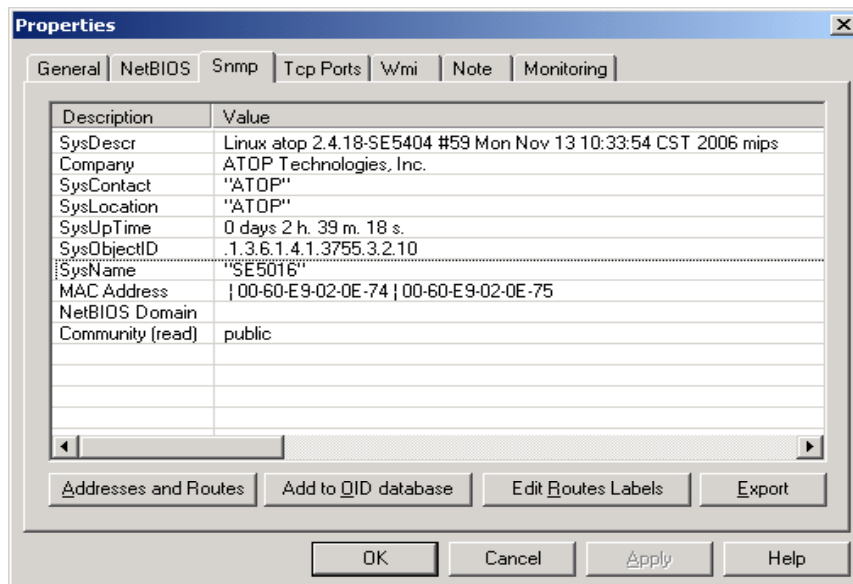 Properties
General NetBIOS Snmp Tcp Ports Wmi Note Monitoring
Description Value
SysDescr Linux atop 2.4.18-SE5404 #59 Mon Nov 13 10:33:54 CST 2006 mips
Company ATOP Technologies, Inc.
SysContact "ATOP"
SysLocation "ATOP"
SysUpTime 0 days 2 h. 39 m. 18 s.
SysObjectID .1.3.6.1.4.1.3755.3.2.10
SysName "SE5016"
MAC Address ¦ 00-60-E9-02-0E-74 ¦ 00-60-E9-02-0E-75
NetBIOS Domain
Community (read) public
Addresses and Routes Add to OID database Edit Routes Labels Export
OK Cancel Apply Help